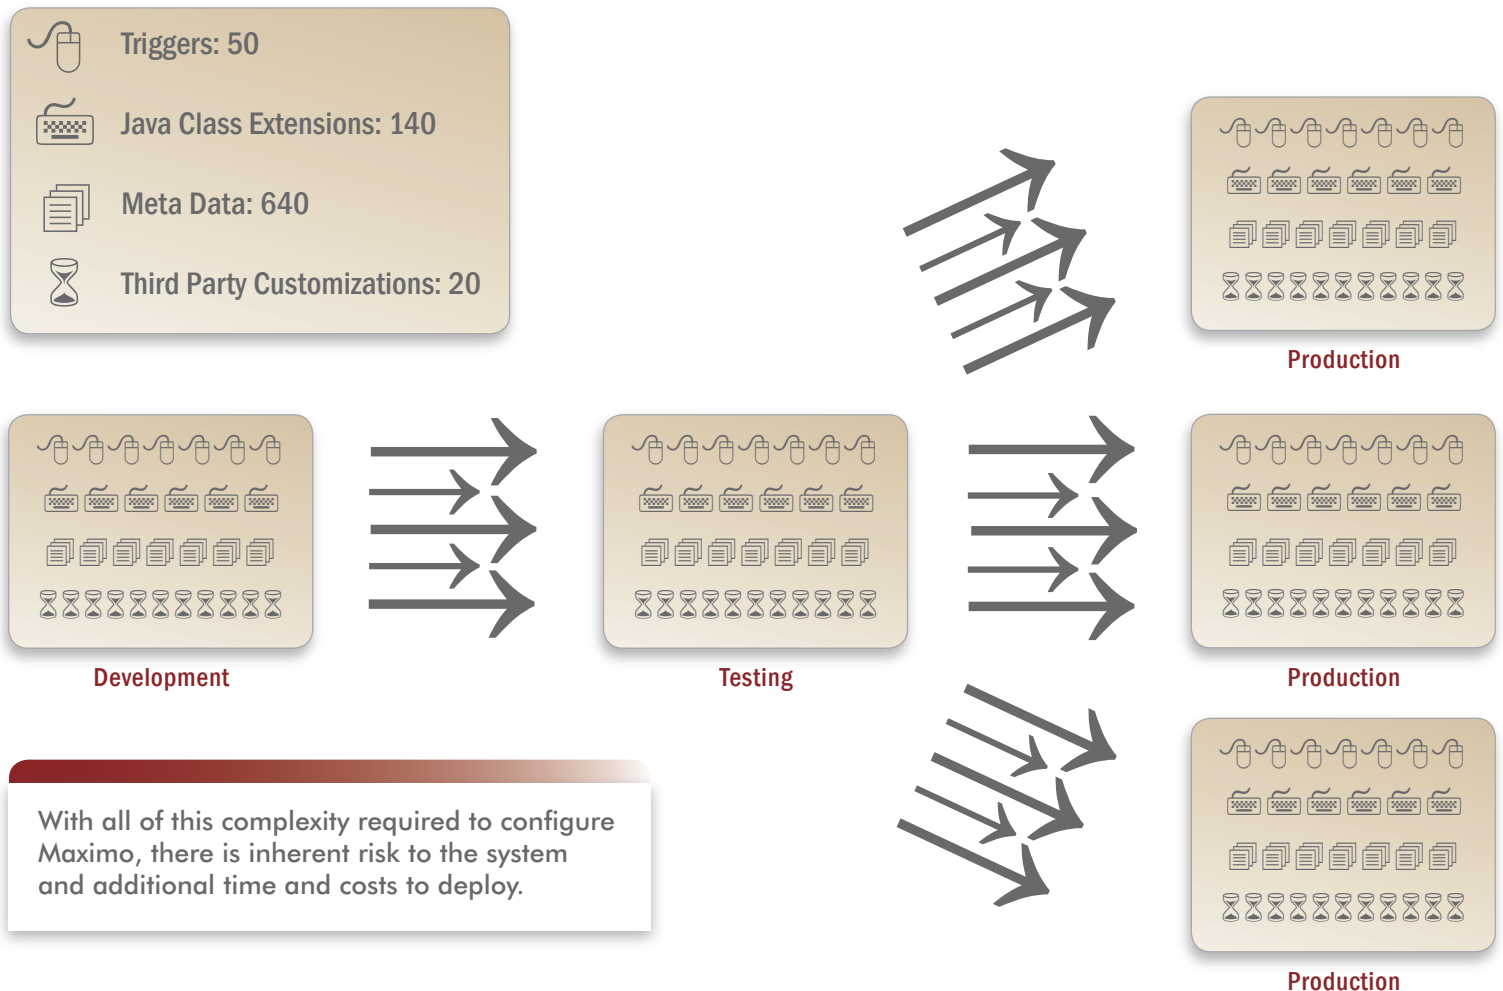 Triggers: 50
Java Class Extensions: 140
Meta Data: 640
Third Party Customizations: 20
Production
Development
Testing
Production
With all of this complexity required to configure
Maximo, there is inherent risk to the system
and additional time and costs to deploy.
Production